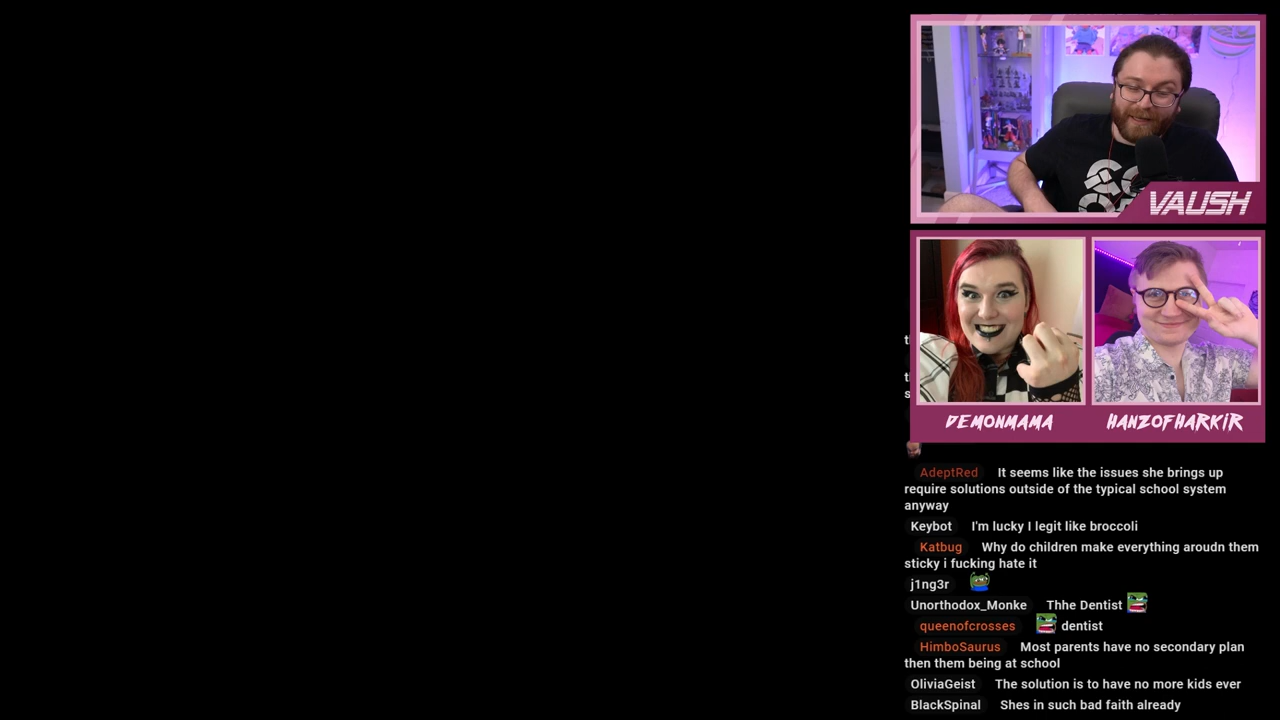 VAUSH
DEMONMAMA
HANZOFHARKIR
AdeptRed It seems like the issues she brings up
require solutions outside of the typical school system
anyway
Keybot I'm lucky I legit like broccoli
Katbug Why do children make everything aroudn them
sticky i fucking hate it
j1ng3r
Unorthodox_Monke Thhe Dentist
queenofcrosses dentist
HimboSaurus Most parents have no secondary plan
then them being at school
OliviaGeist The solution is to have no more kids ever
BlackSpinal Shes in such bad faith already